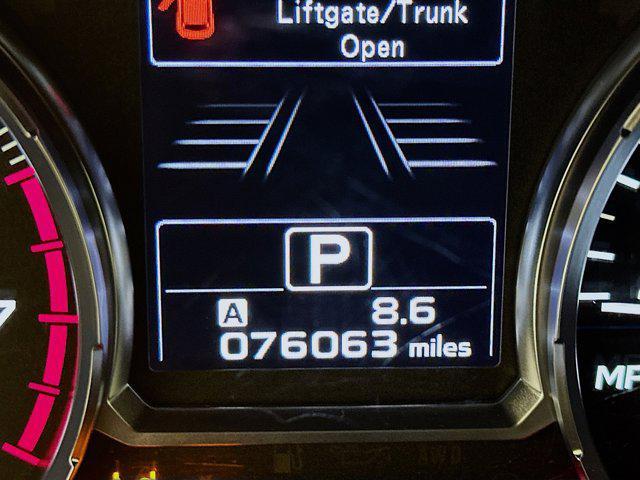 Liftgate/Trunk
Open
P
A 8.6
076063 miles